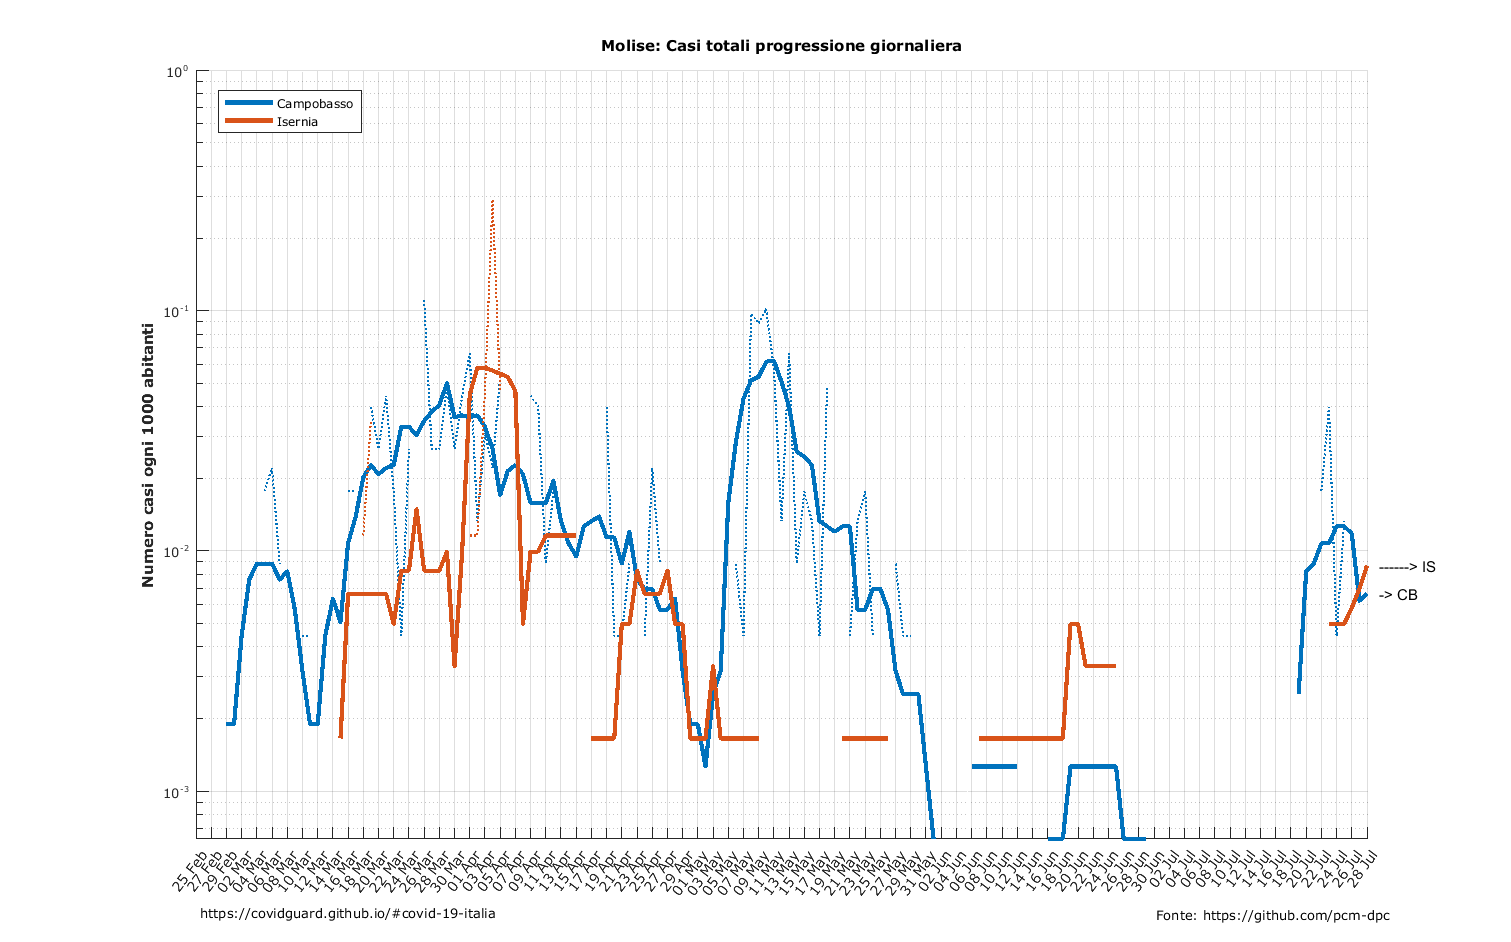 Molise: Casi totali progressione giornaliera
10⁰
Campobasso
Isernia
10⁻¹
Numero casi ogni 1000 abitanti
10⁻²
------> IS
-> CB
10⁻³
25 Feb
27 Feb
29 Feb
02 Mar
04 Mar
06 Mar
08 Mar
10 Mar
12 Mar
14 Mar
16 Mar
18 Mar
20 Mar
22 Mar
24 Mar
26 Mar
28 Mar
30 Mar
01 Apr
03 Apr
05 Apr
07 Apr
09 Apr
11 Apr
13 Apr
15 Apr
17 Apr
19 Apr
21 Apr
23 Apr
25 Apr
27 Apr
29 Apr
01 May
03 May
05 May
07 May
09 May
11 May
13 May
15 May
17 May
19 May
21 May
23 May
25 May
27 May
29 May
31 May
02 Jun
04 Jun
06 Jun
08 Jun
10 Jun
12 Jun
14 Jun
16 Jun
18 Jun
20 Jun
22 Jun
24 Jun
26 Jun
28 Jun
30 Jun
02 Jul
04 Jul
06 Jul
08 Jul
10 Jul
12 Jul
14 Jul
16 Jul
18 Jul
20 Jul
22 Jul
24 Jul
26 Jul
28 Jul
https://covidguard.github.io/#covid-19-italia
Fonte: https://github.com/pcm-dpc